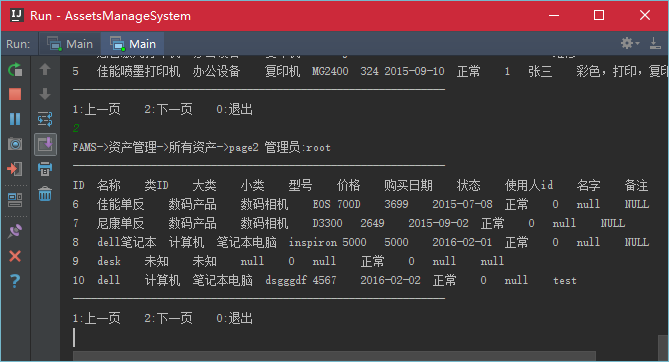 Run - AssetsManageSystem
Run: Main Main
5 佳能喷墨打印机 办公设备 复印机 MG2400 324 2015-09-10 正常 1 张三 彩色，打印，复印
1:上一页 2:下一页 0:退出
2
FAMS->资产管理->所有资产->page2 管理员:root
ID 名称 类ID 大类 小类 型号 价格 购买日期 状态 使用人id 名字 备注
6 佳能单反 数码产品 数码相机 EOS 700D 3699 2015-07-08 正常 0 null NULL
7 尼康单反 数码产品 数码相机 D3300 2649 2015-09-02 正常 0 null NULL
8 dell笔记本 计算机 笔记本电脑 inspiron 5000 5000 2016-02-01 正常 0 null NULL
9 desk 未知 未知 null 0 null 正常 0 null null
10 dell 计算机 笔记本电脑 dsgggdf 4567 2016-02-02 正常 0 null test
1:上一页 2:下一页 0:退出